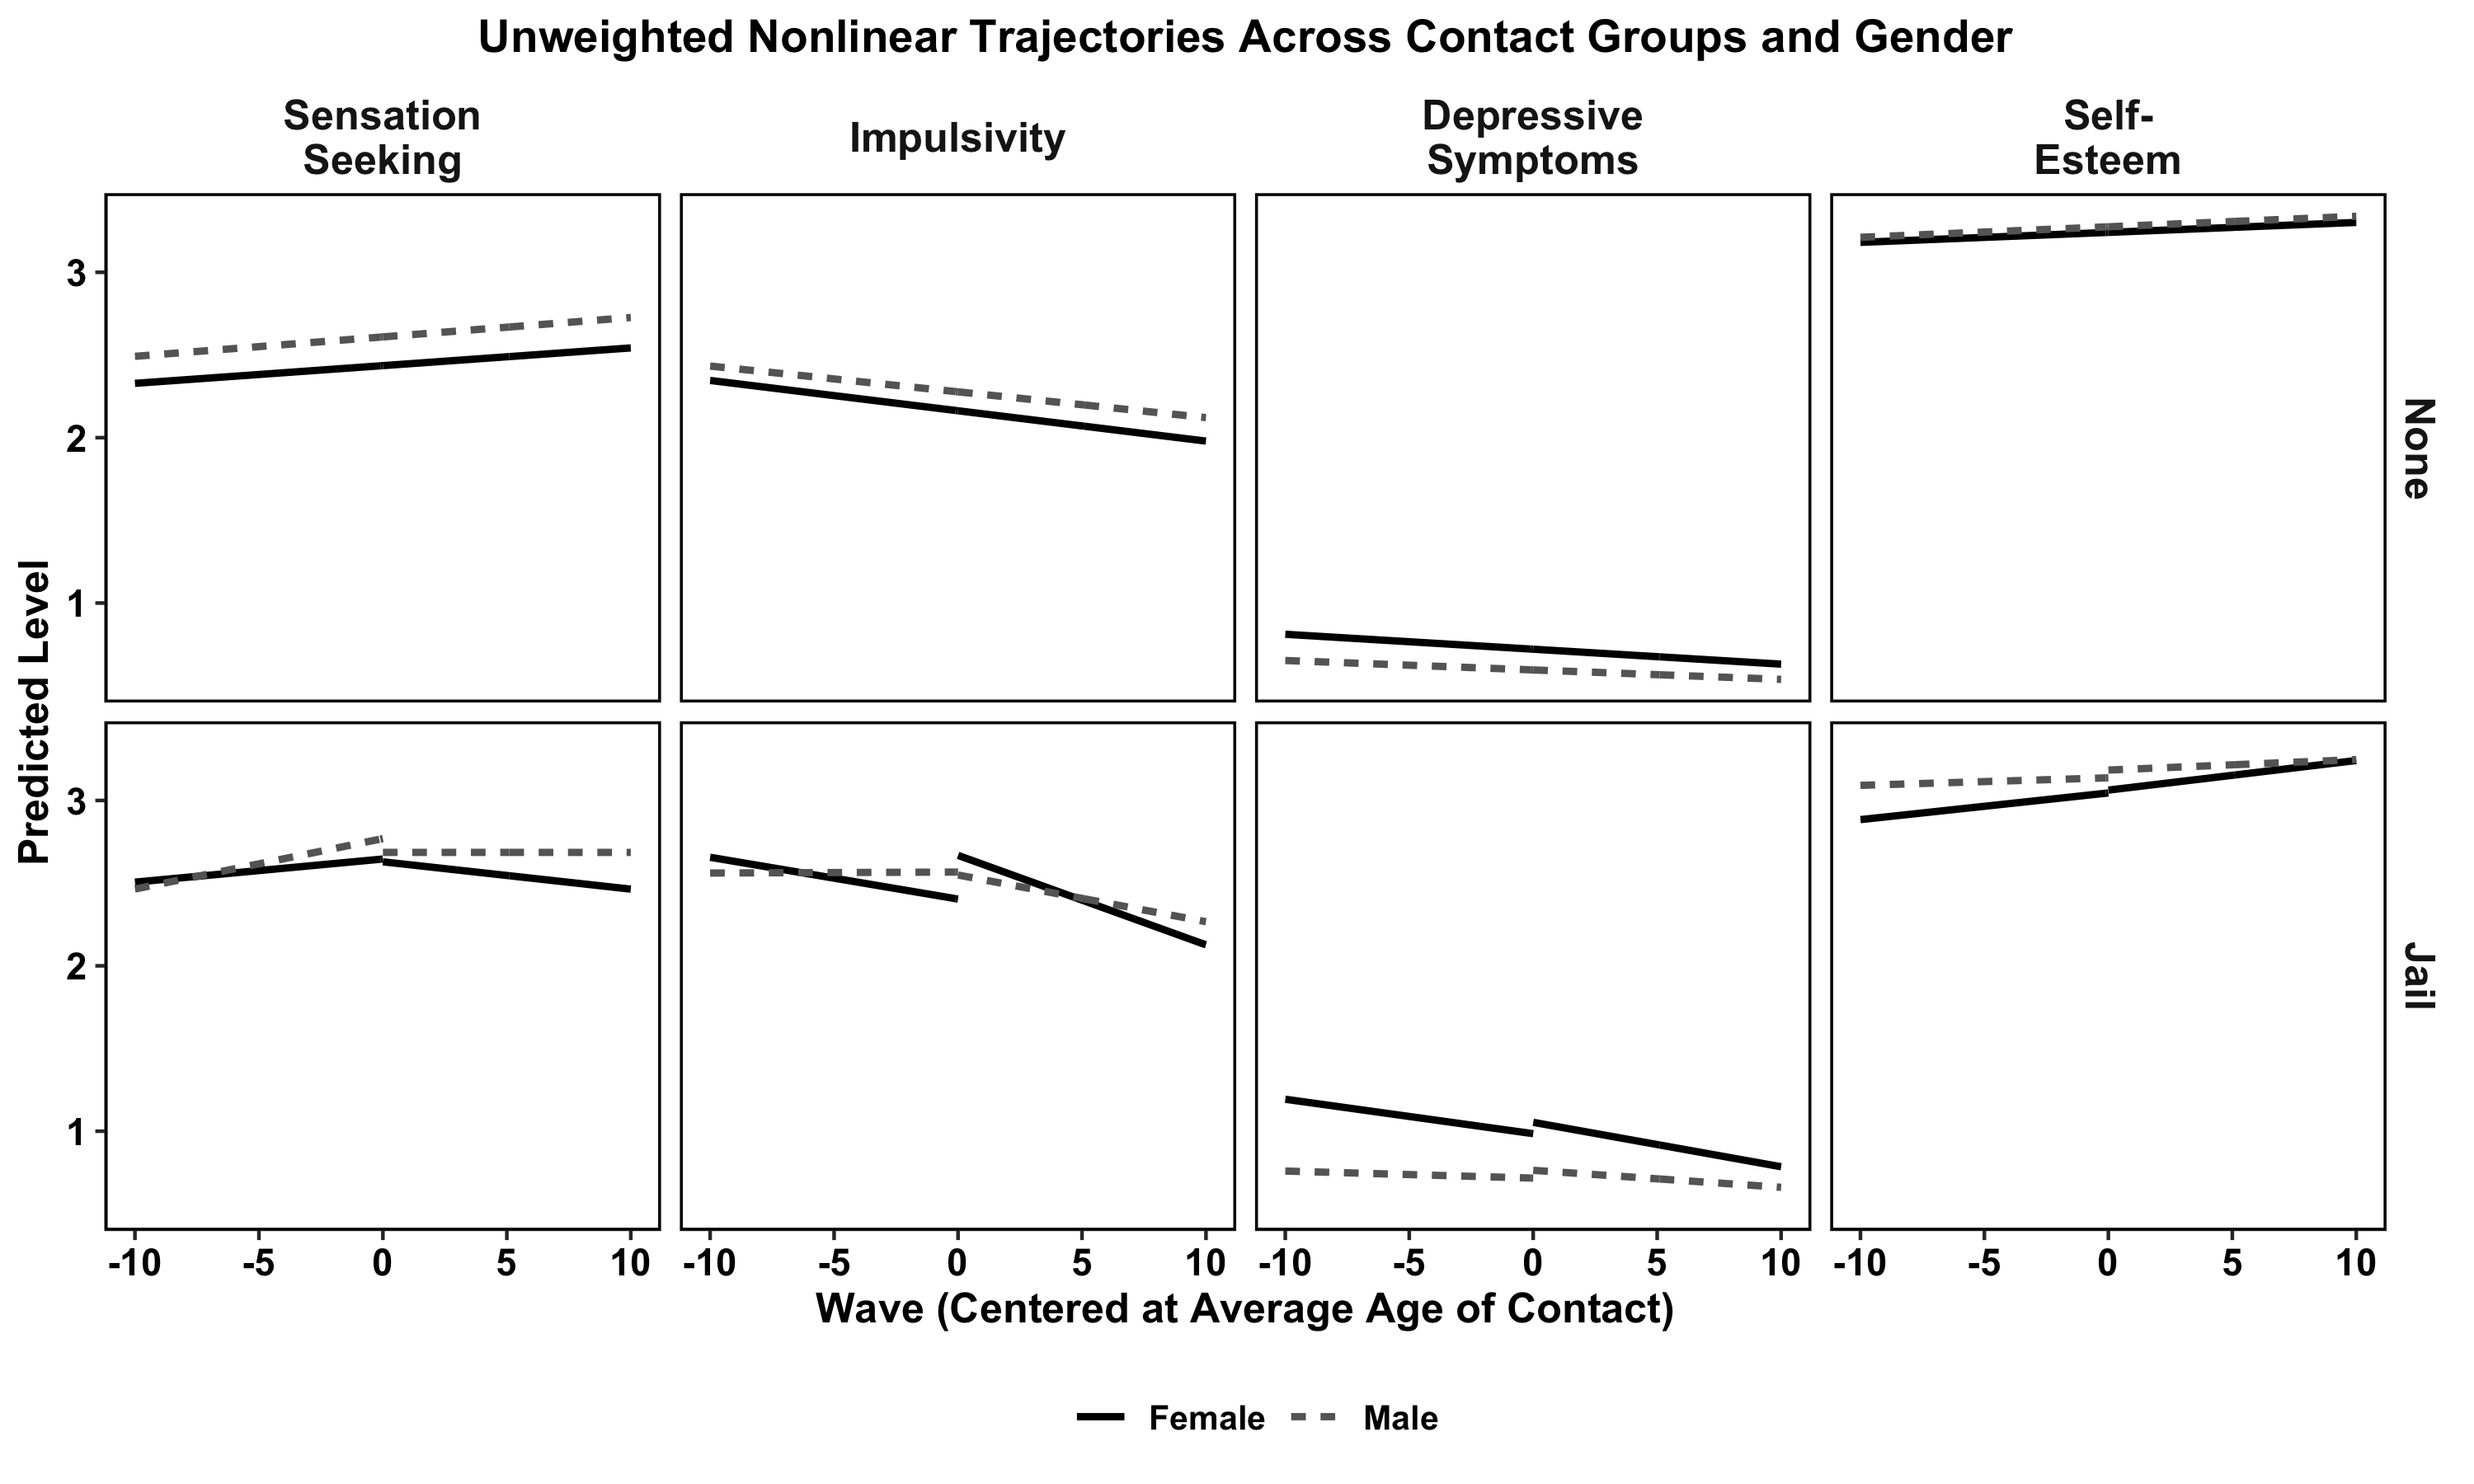 Unweighted Nonlinear Trajectories Across Contact Groups and Gender
Sensation
Seeking
Impulsivity
Depressive
Symptoms
Self-
Esteem
Predicted Level
3
2
1
None
3
2
1
Jail
-10 -5 0 5 10 -10 -5 0 5 10 -10 -5 0 5 10 -10 -5 0 5 10
Wave (Centered at Average Age of Contact)
Female Male